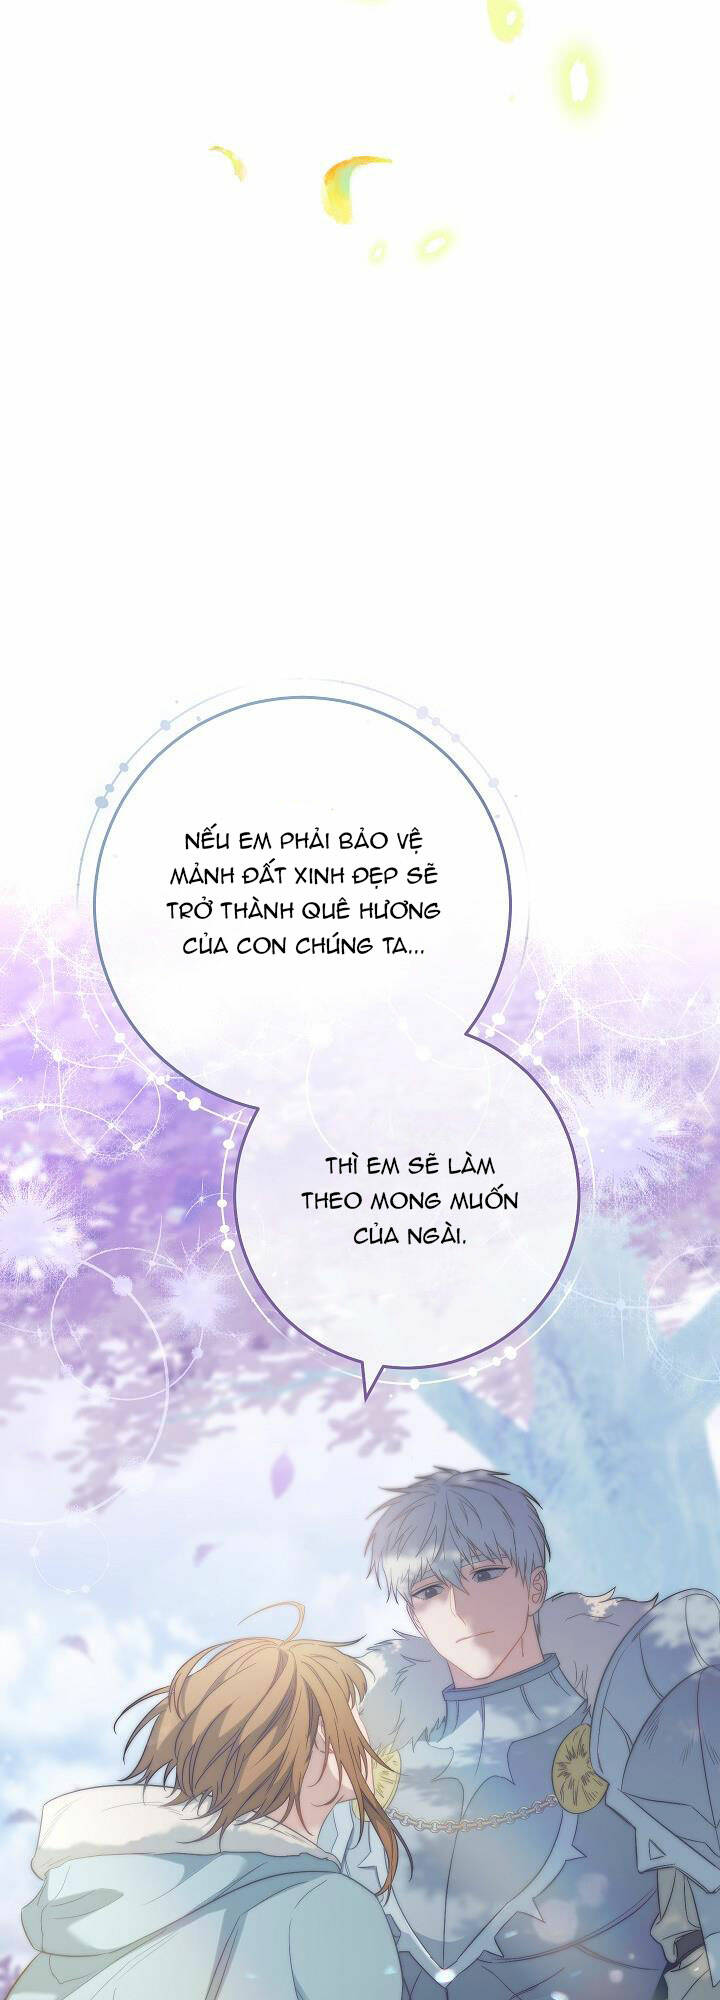 NẾU EM PHẢI BẢO VỆ
MẢNH ĐẤT XINH ĐẸP SẼ
TRỞ THÀNH QUÊ HƯƠNG
CỦA CON CHÚNG TA...
THÌ EM SẼ LÀM
THEO MONG MUỐN
CỦA NGÀI.